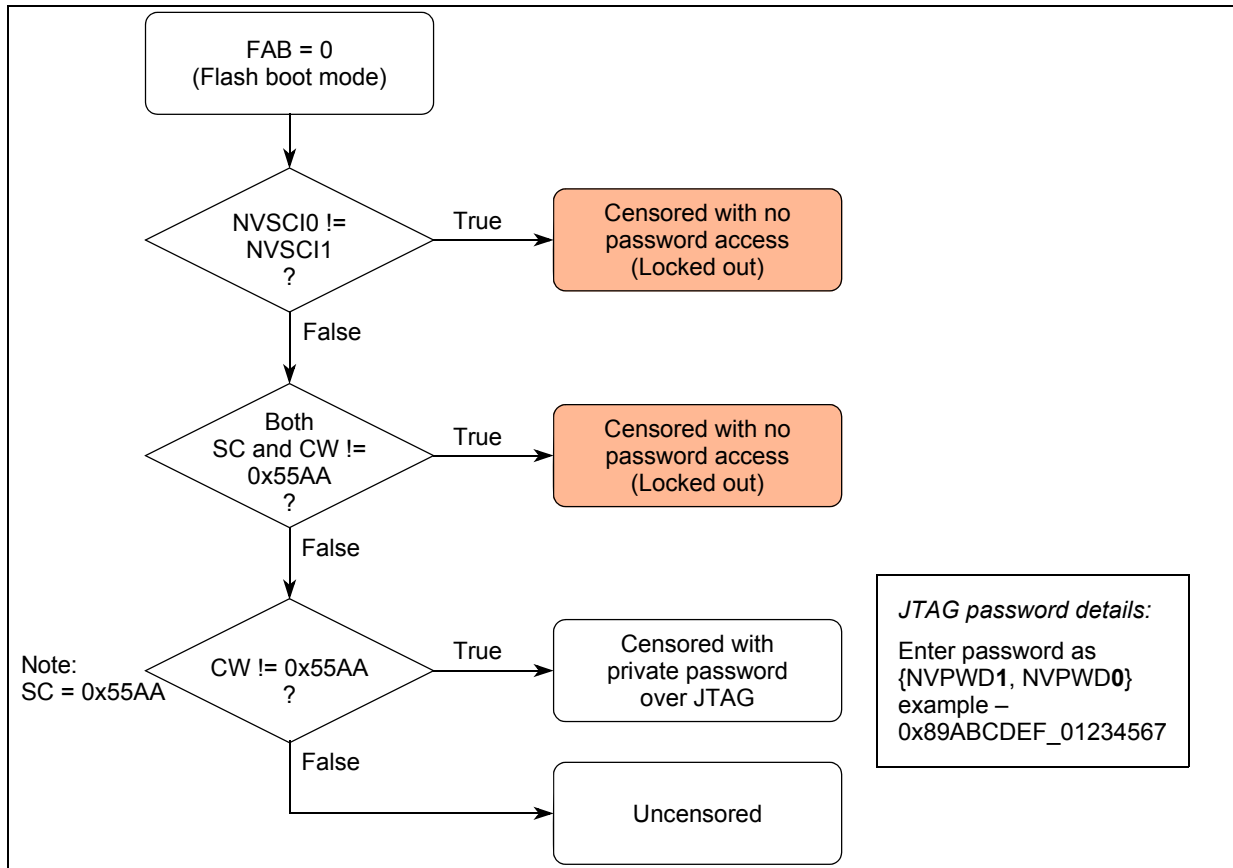 FAB = 0
(Flash boot mode)
NVSCI0 !=
NVSCI1
?
True
Censored with no
password access
(Locked out)
False
Both
SC and CW !=
0x55AA
?
True
Censored with no
password access
(Locked out)
False
Note:
SC = 0x55AA
CW != 0x55AA
?
True
Censored with
private password
over JTAG
JTAG password details:
Enter password as
{NVPWD1, NVPWD0}
example –
0x89ABCDEF_01234567
False
Uncensored